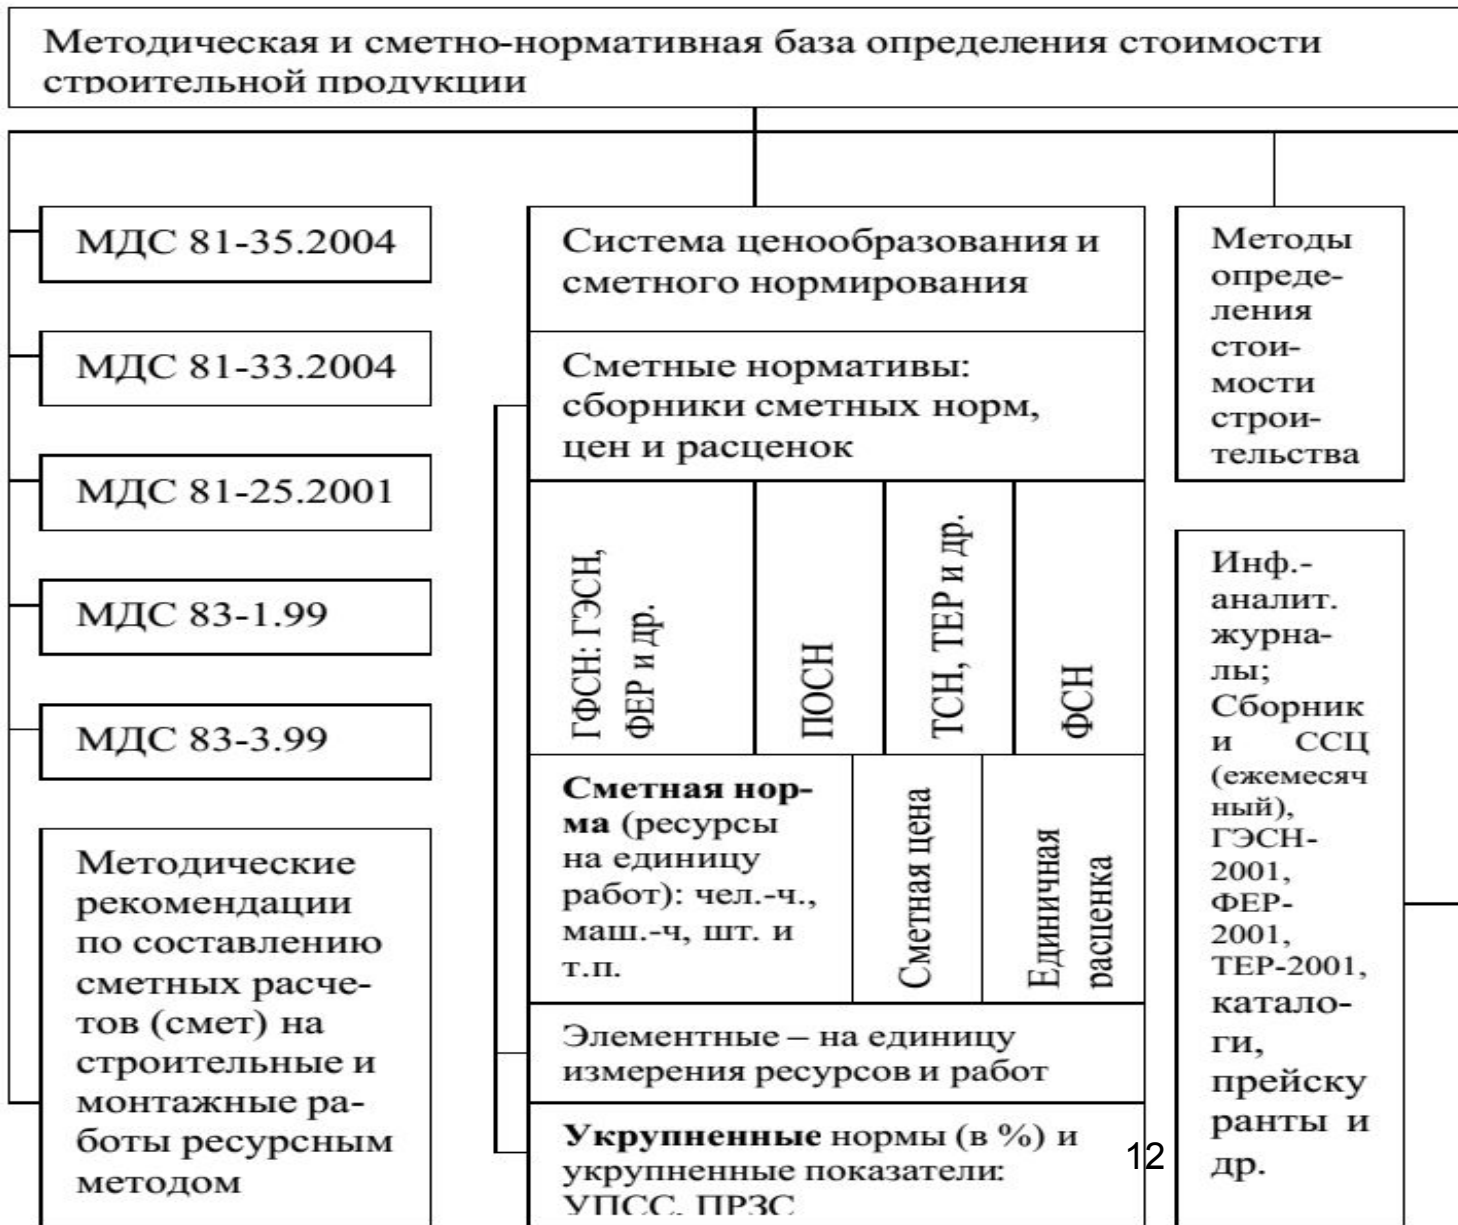 Методическая и сметно-нормативная база определения стоимости
строительной продукции
МДС 81-35.2004
МДС 81-33.2004
МДС 81-25.2001
МДС 83-1.99
МДС 83-3.99
Методические
рекомендации
по составлению
сметных расче-
тов (смет) на
строительные и
монтажные ра-
боты ресурсным
методом
Система ценообразования и
сметного нормирования
Сметные нормативы:
сборники сметных норм,
цен и расценок
ГФСН: ГЭСН,
ФЕР и др.
ПОСН
ТСН, ТЕР и др.
ФСН
Сметная нор-
ма (ресурсы
на единицу
работ): чел.-ч.,
маш.-ч, шт. и
т.п.
Сметная цена
Единичная
расценка
Элементные – на единицу
измерения ресурсов и работ
Укрупненные нормы (в %) и
укрупненные показатели:
УПСС, ПРЗС
Методы
опреде-
ления
стои-
мости
строи-
тельства
Инф.-
аналит.
журна-
лы;
Сборник
и ССЦ
(ежемесяч
ный),
ГЭСН-
2001,
ФЕР-
2001,
ТЕР-2001,
катало-
ги,
прейску
ранты и
др.
12